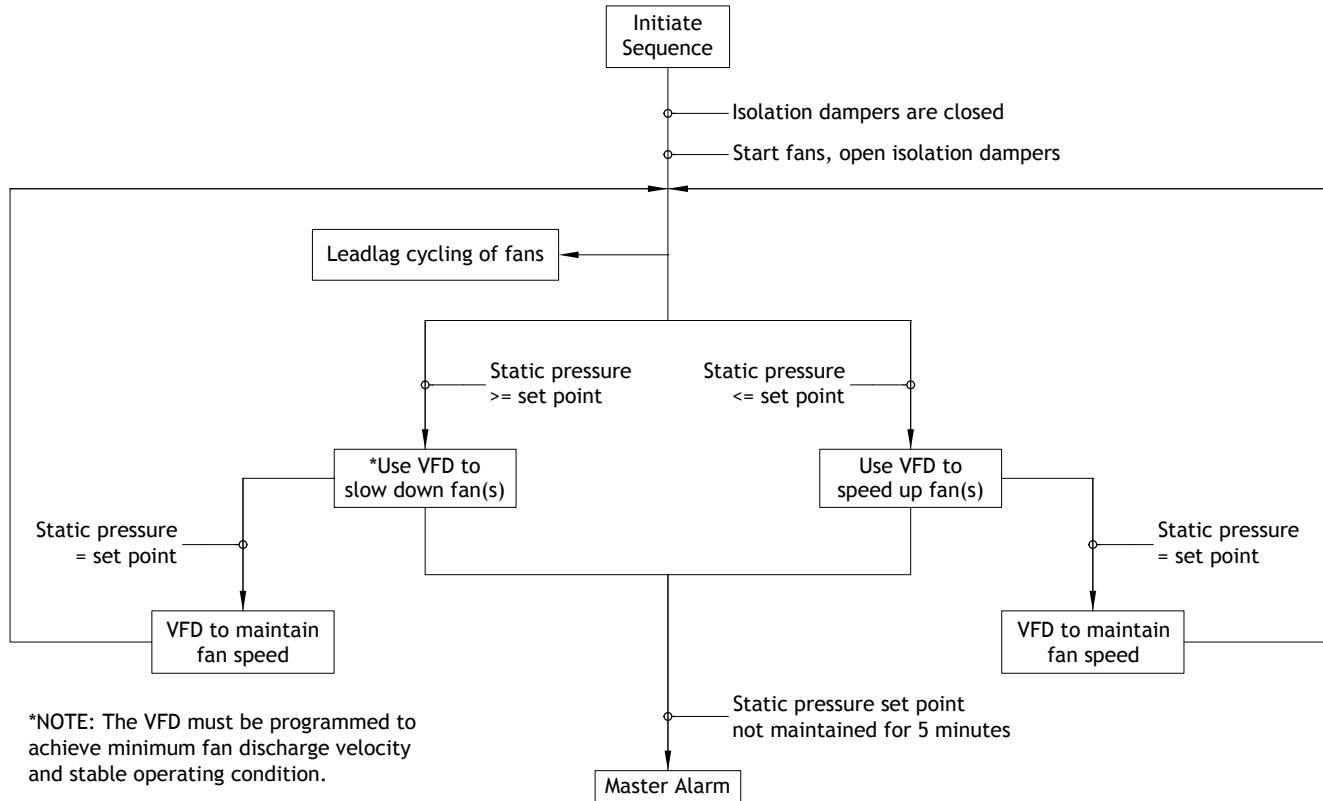 Initiate
Sequence
Isolation dampers are closed
Start fans, open isolation dampers
Leadlag cycling of fans
Static pressure
>= set point
Static pressure
<= set point
*Use VFD to
slow down fan(s)
Use VFD to
speed up fan(s)
Static pressure
= set point
Static pressure
= set point
VFD to maintain
fan speed
VFD to maintain
fan speed
Static pressure set point
not maintained for 5 minutes
*NOTE: The VFD must be programmed to
achieve minimum fan discharge velocity
and stable operating condition.
Master Alarm